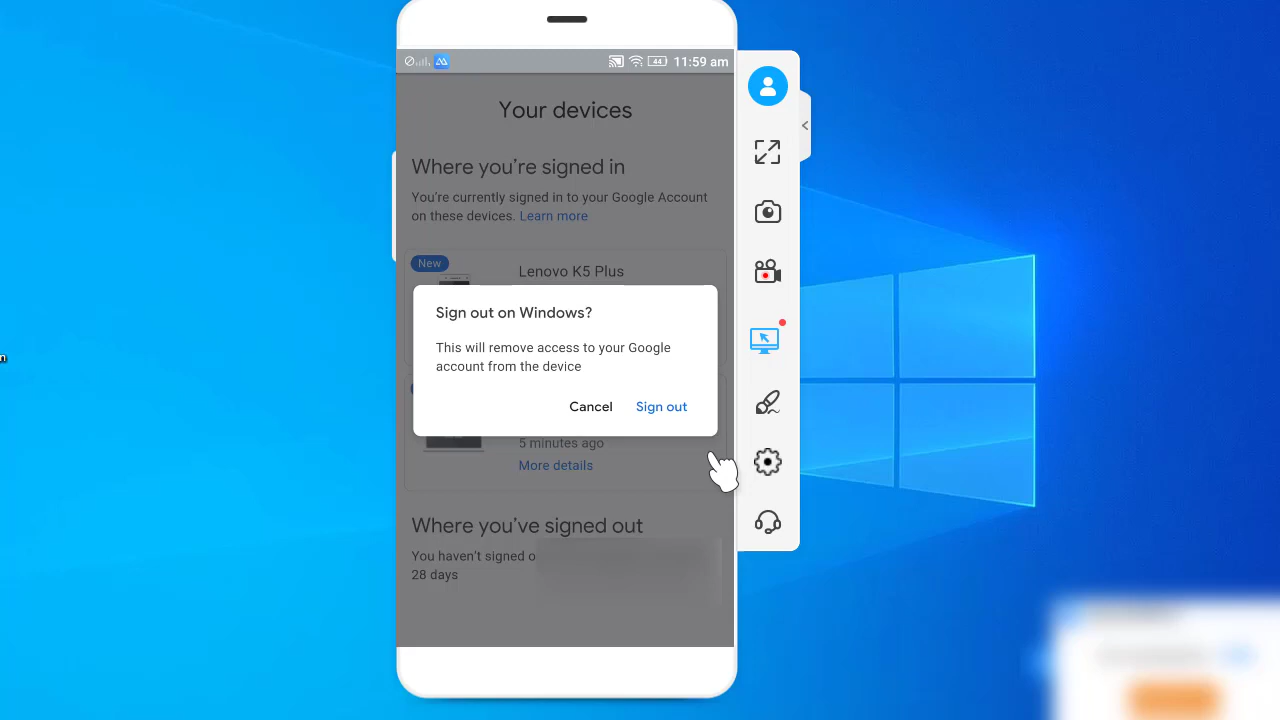 44 11:59 am
Your devices
Where you're signed in
You're currently signed in to your Google Account
on these devices. Learn more
New
Lenovo K5 Plus
Sign out on Windows?
This will remove access to your Google
account from the device
Cancel Sign out
5 minutes ago
More details
Where you've signed out
You haven't signed o
28 days
n